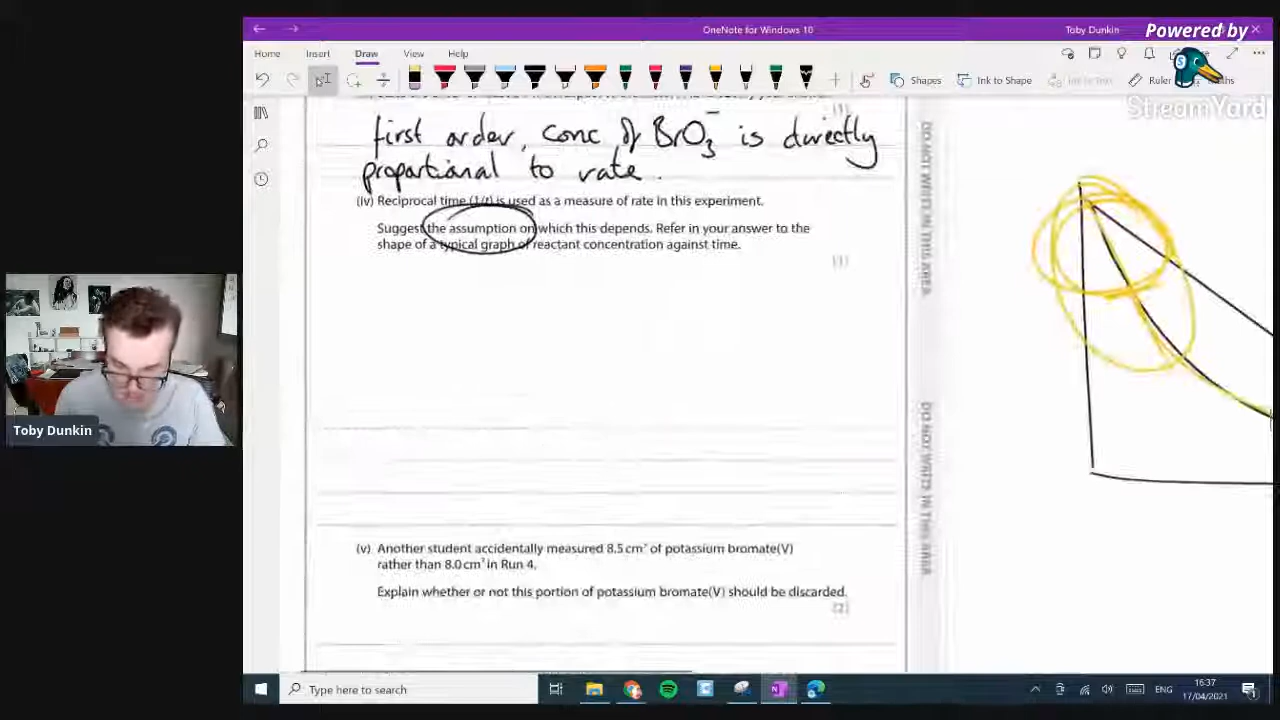 OneNote for Windows 10
Toby Dunkin
Powered by
StreamYard
Home Insert Draw View Help
Shapes Ink to Shape Ruler
first order, conc of BrO₃⁻ is directly
proportional to rate.
(iv) Reciprocal time (1/t) is used as a measure of rate in this experiment.
Suggest the assumption on which this depends. Refer in your answer to the
shape of a typical graph of reactant concentration against time.
(1)
(v) Another student accidentally measured 8.5 cm³ of potassium bromate(V)
rather than 8.0 cm³ in Run 4.
Explain whether or not this portion of potassium bromate(V) should be discarded.
(2)
DO NOT WRITE IN THIS AREA
DO NOT WRITE IN THIS AREA
Toby Dunkin
Type here to search
ENG
16:37
17/04/2021